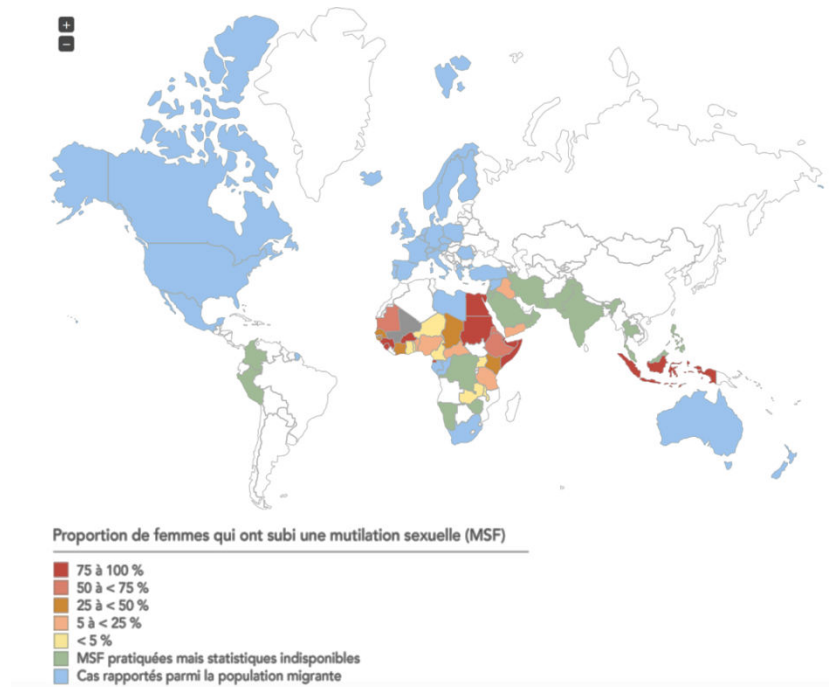 +
−
Proportion de femmes qui ont subi une mutilation sexuelle (MSF)
75 à 100 %
50 à < 75 %
25 à < 50 %
5 à < 25 %
< 5 %
MSF pratiquées mais statistiques indisponibles
Cas rapportés parmi la population migrante